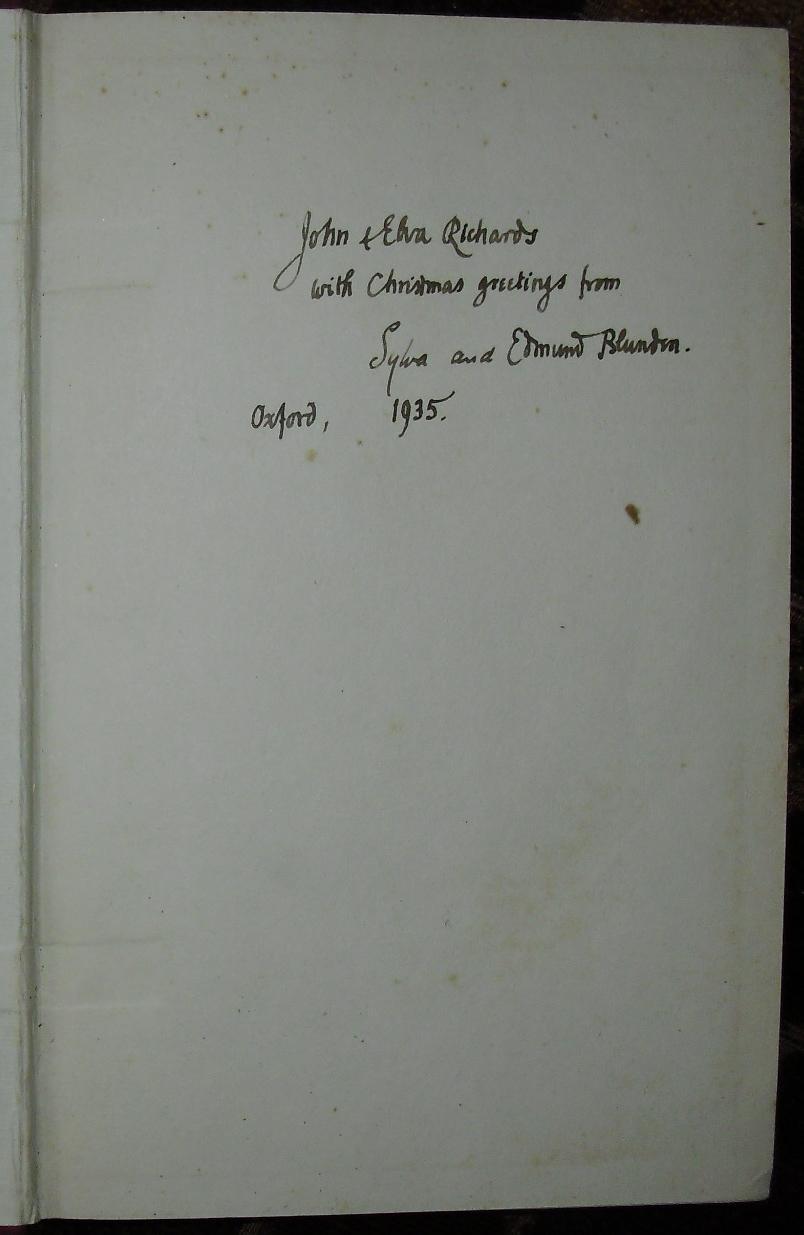 John & Elva Richards
with Christmas greetings from
Sylva and Edmund Blunden.
Oxford, 1935.